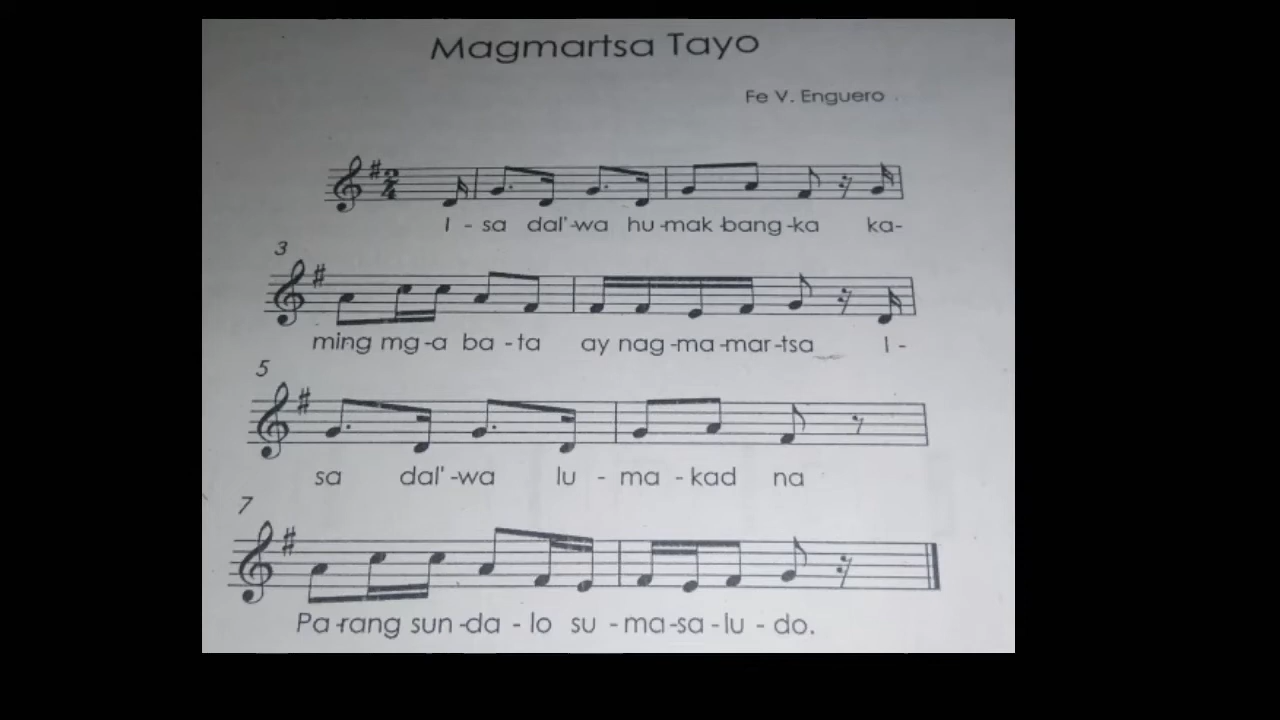 Magmartsa Tayo
Fe V. Enguero
2
4
I - sa dal'-wa hu-mak-bang-ka ka-
3
ming mg-a ba-ta ay nag-ma-mar-tsa I-
5
sa dal'-wa lu - ma - kad na
7
Pa-rang sun-da - lo su - ma-sa - lu - do.